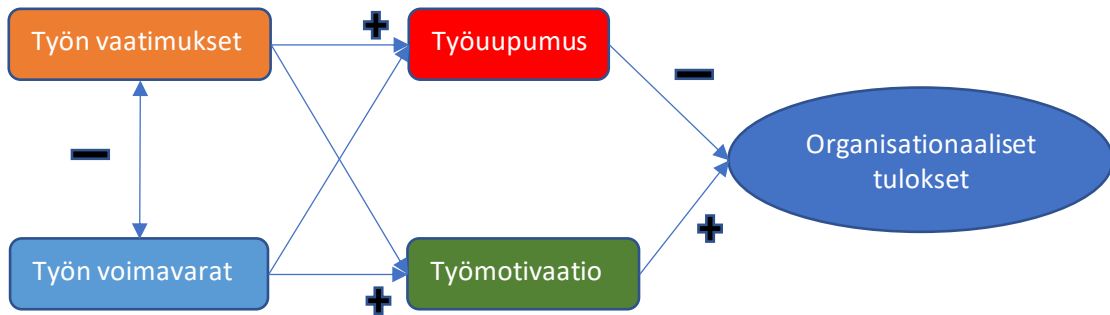 Työn vaatimukset
+
Työuupumus
−
−
Organisationaaliset
tulokset
Työn voimavarat
+
Työmotivaatio
+